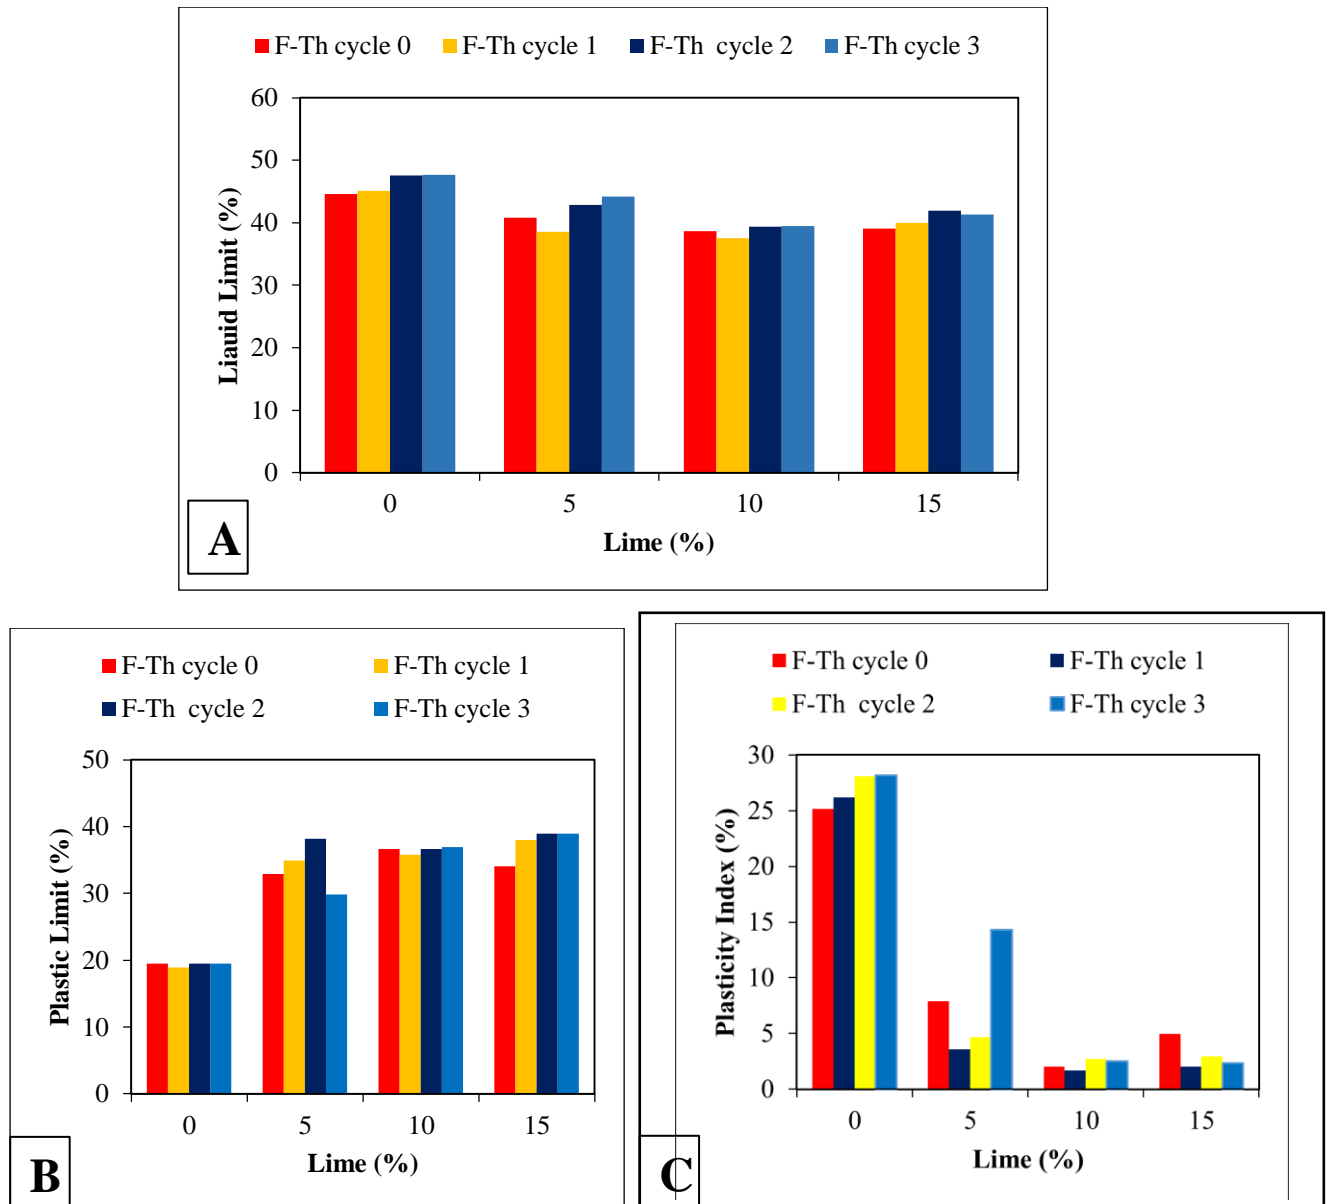 F-Th cycle 0 F-Th cycle 1 F-Th cycle 2 F-Th cycle 3
60
50
40
30
20
10
0
Liauid Limit (%)
0 5 10 15
Lime (%)
A
F-Th cycle 0 F-Th cycle 1
F-Th cycle 2 F-Th cycle 3
50
40
30
20
10
0
Plastic Limit (%)
0 5 10 15
Lime (%)
B
F-Th cycle 0 F-Th cycle 1
F-Th cycle 2 F-Th cycle 3
30
25
20
15
10
5
0
Plasticity Index (%)
0 5 10 15
Lime (%)
C